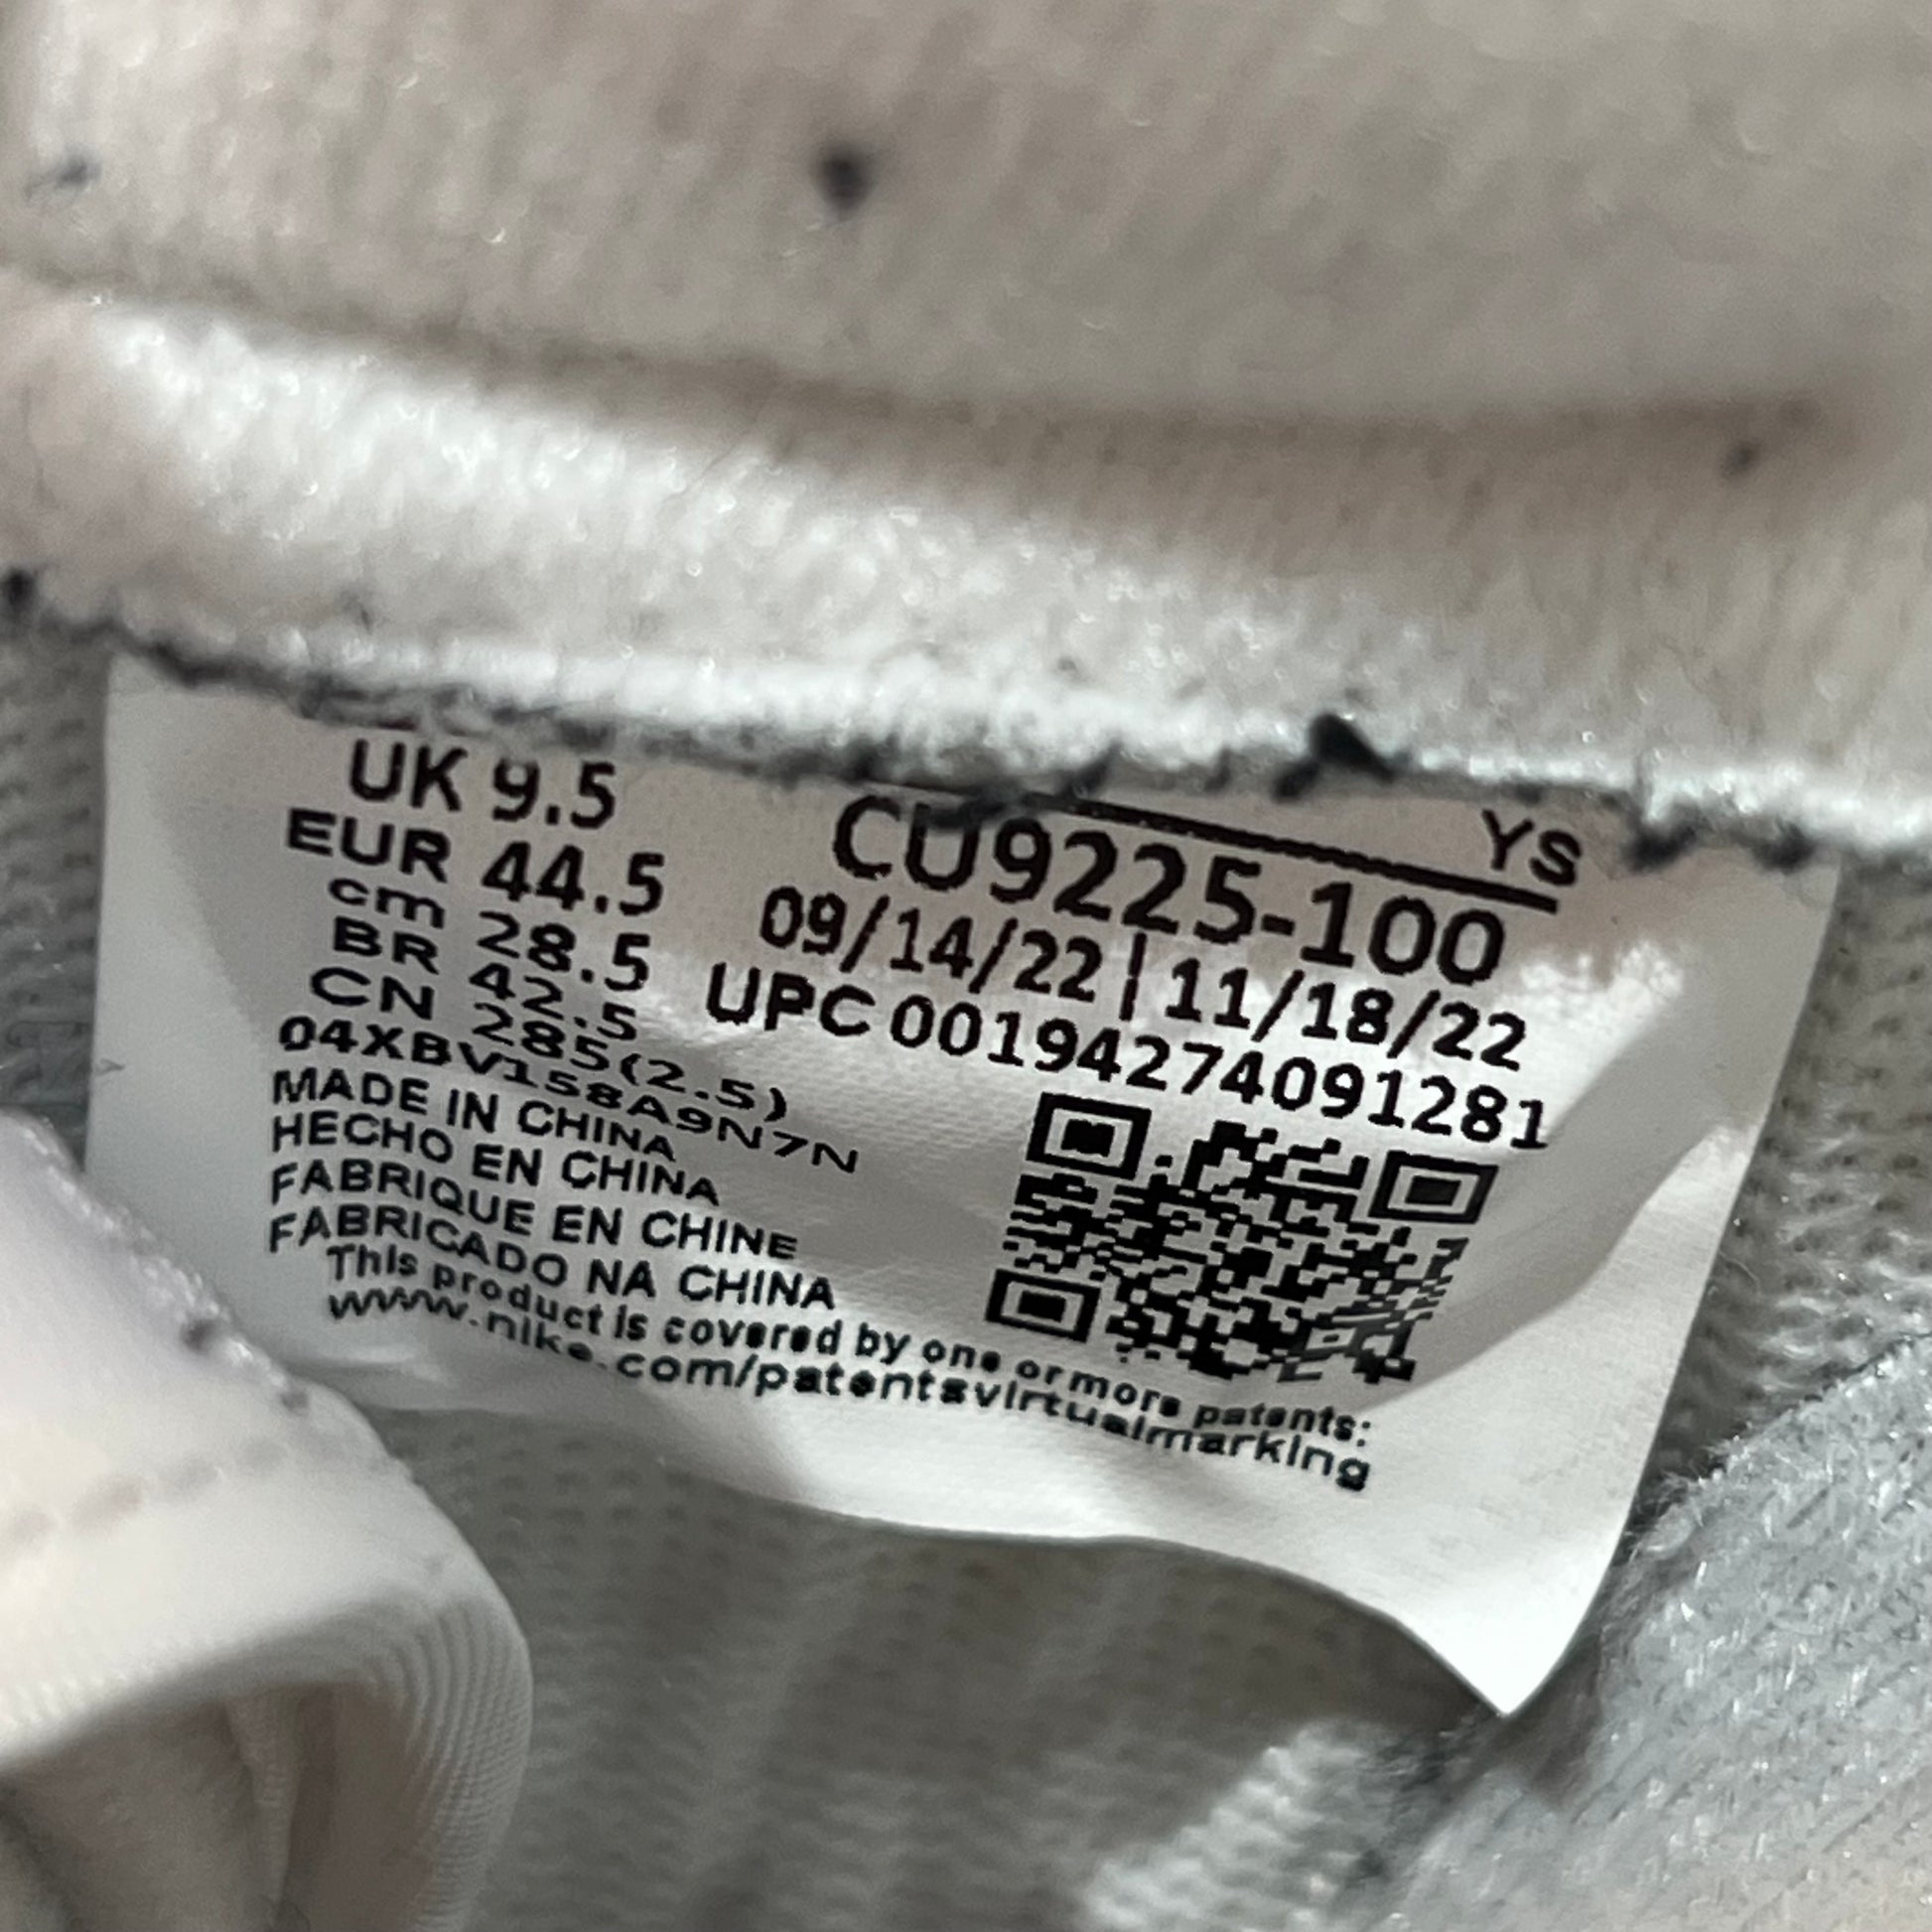 UK 9.5
EUR 44.5
cm 28.5
BR 42.5
CN 285(2.5)
04XBV158A9N7N
MADE IN CHINA
HECHO EN CHINA
FABRIQUE EN CHINE
FABRICADO NA CHINA
This product is covered by one or more patents:
www.nike.com/patentsvirtualmarking
YS
CU9225-100
09/14/22 | 11/18/22
UPC 00194274091281